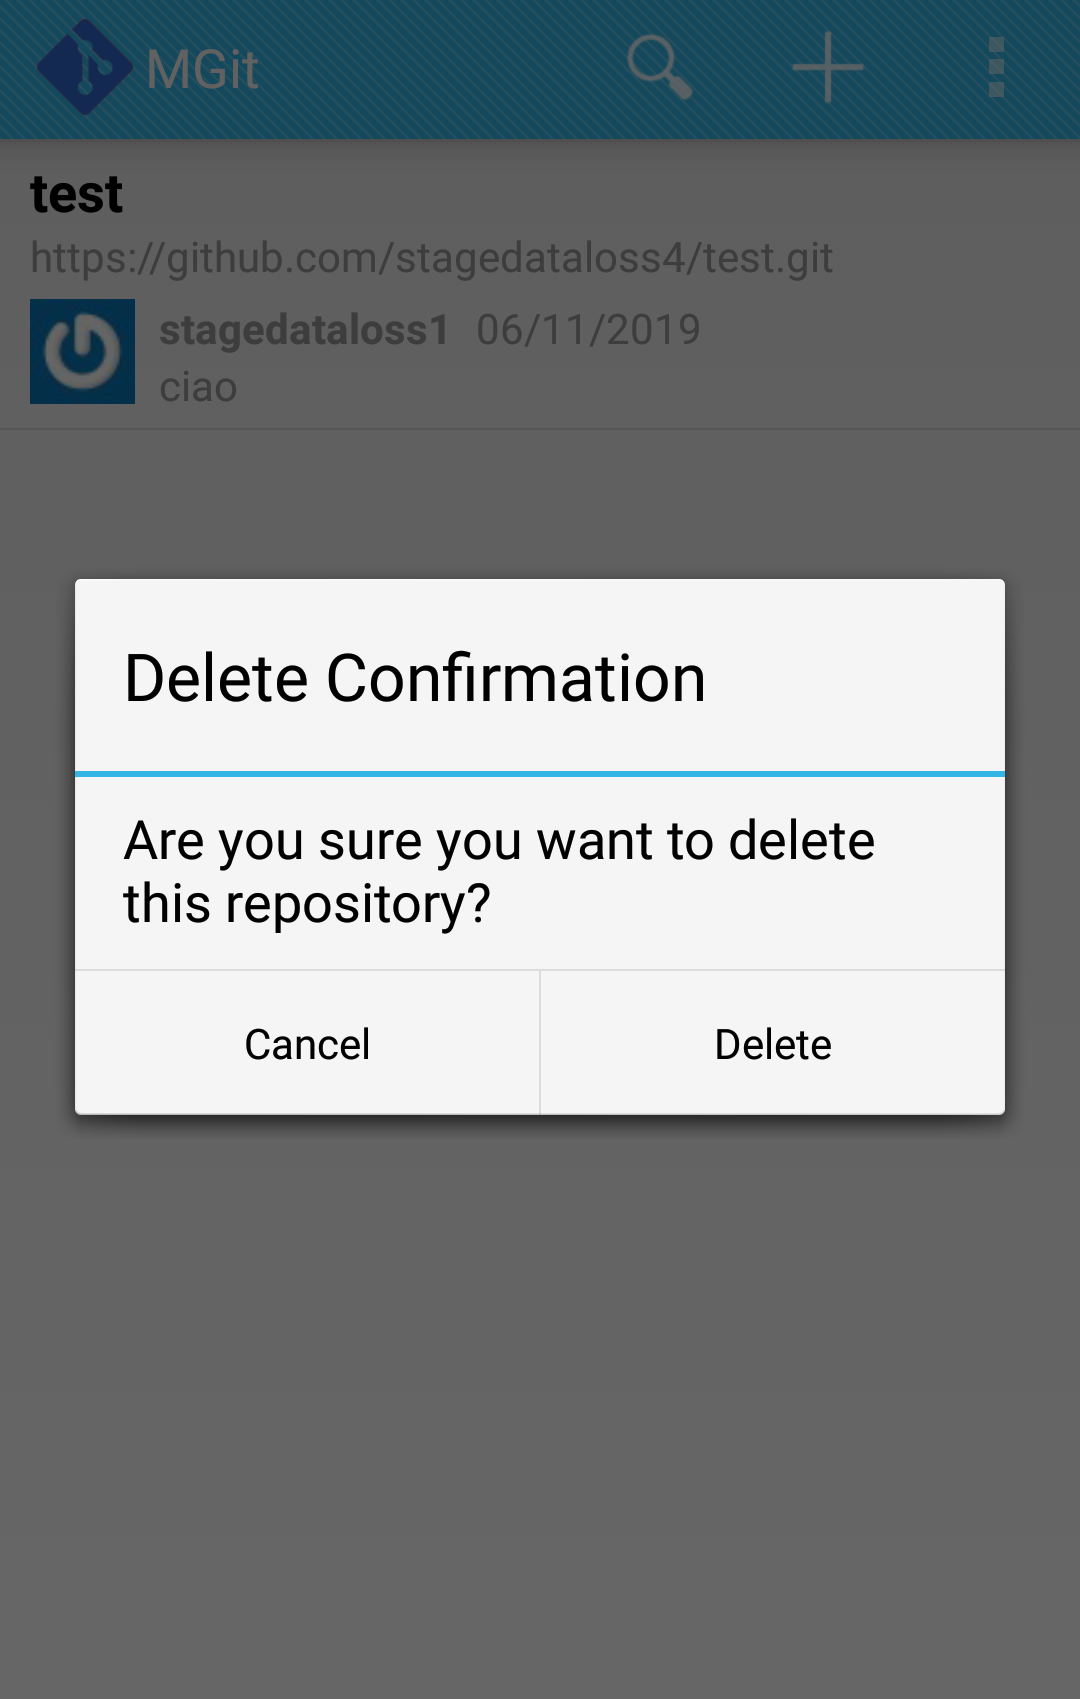 MGit
test
https://github.com/stagedataloss4/test.git
stagedataloss1 06/11/2019
ciao
Delete Confirmation
Are you sure you want to delete
this repository?
Cancel Delete